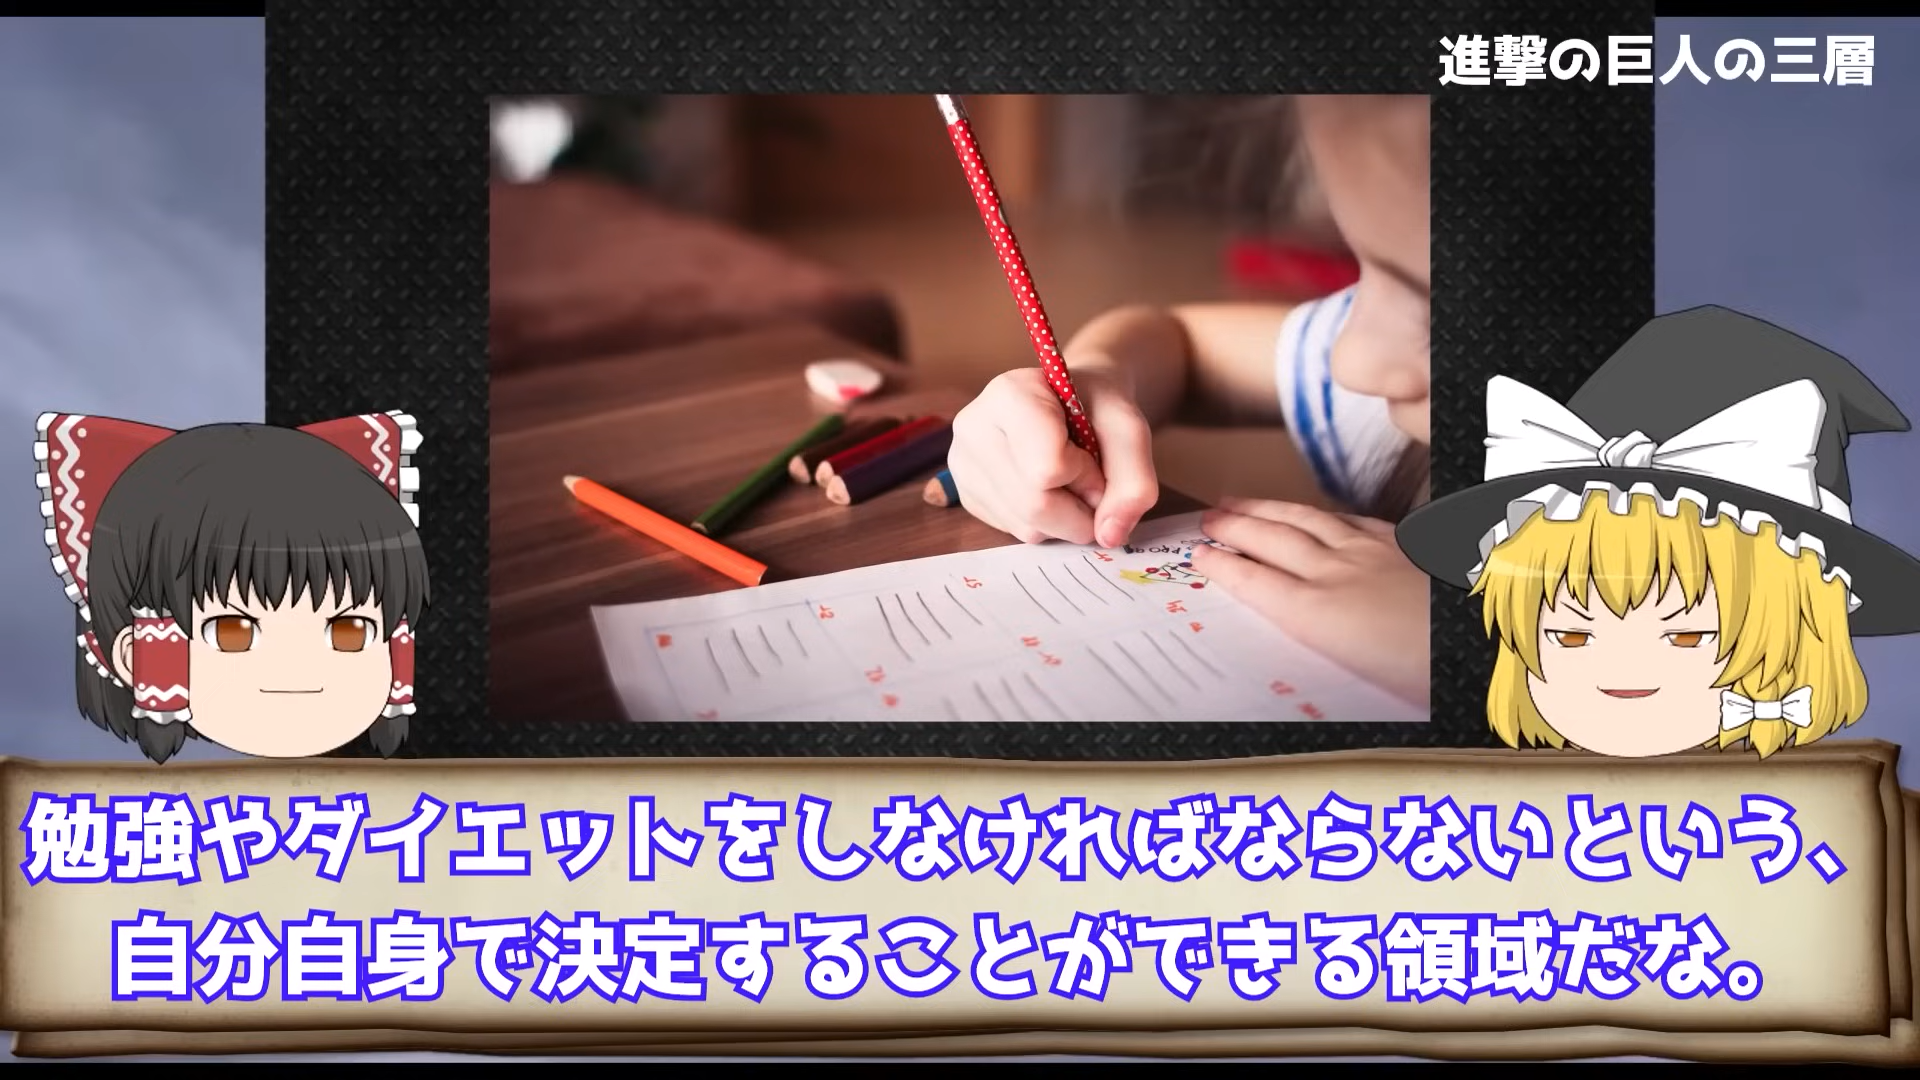 進撃の巨人の三層
勉強やダイエットをしなければならないという、
自分自身で決定することができる領域だな。